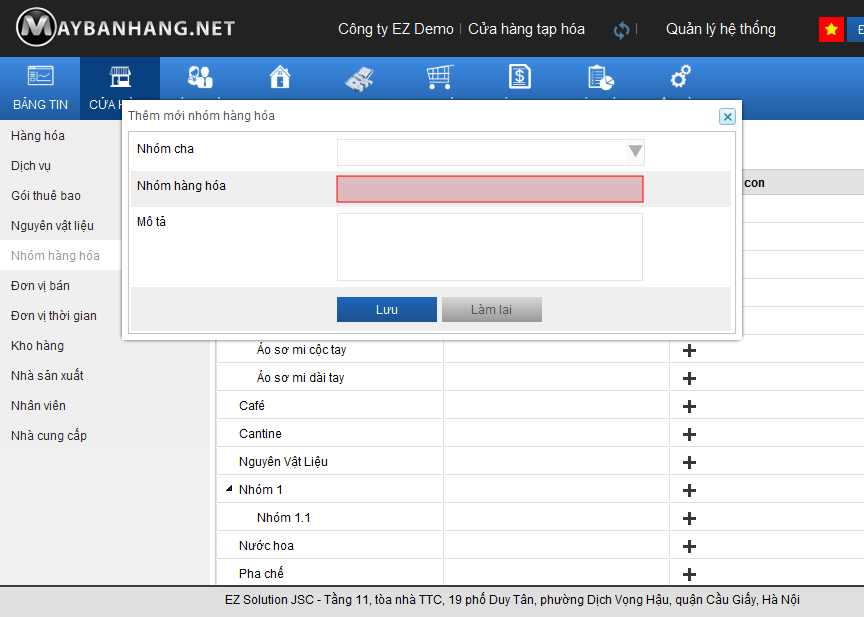 MAYBANHANG.NET
Công ty EZ Demo Cửa hàng tạp hóa Quản lý hệ thống
BẢNG TIN
Hàng hóa
Dịch vụ
Gói thuê bao
Nguyên vật liệu
Nhóm hàng hóa
Đơn vị bán
Đơn vị thời gian
Kho hàng
Nhà sản xuất
Nhân viên
Nhà cung cấp
Thêm mới nhóm hàng hóa
Nhóm cha
Nhóm hàng hóa
Mô tả
Lưu Làm lại
con
Áo sơ mi cộc tay
Áo sơ mi dài tay
Café
Cantine
Nguyên Vật Liệu
Nhóm 1
Nhóm 1.1
Nước hoa
Pha chế
EZ Solution JSC - Tầng 11, tòa nhà TTC, 19 phố Duy Tân, phường Dịch Vọng Hậu, quận Cầu Giấy, Hà Nội